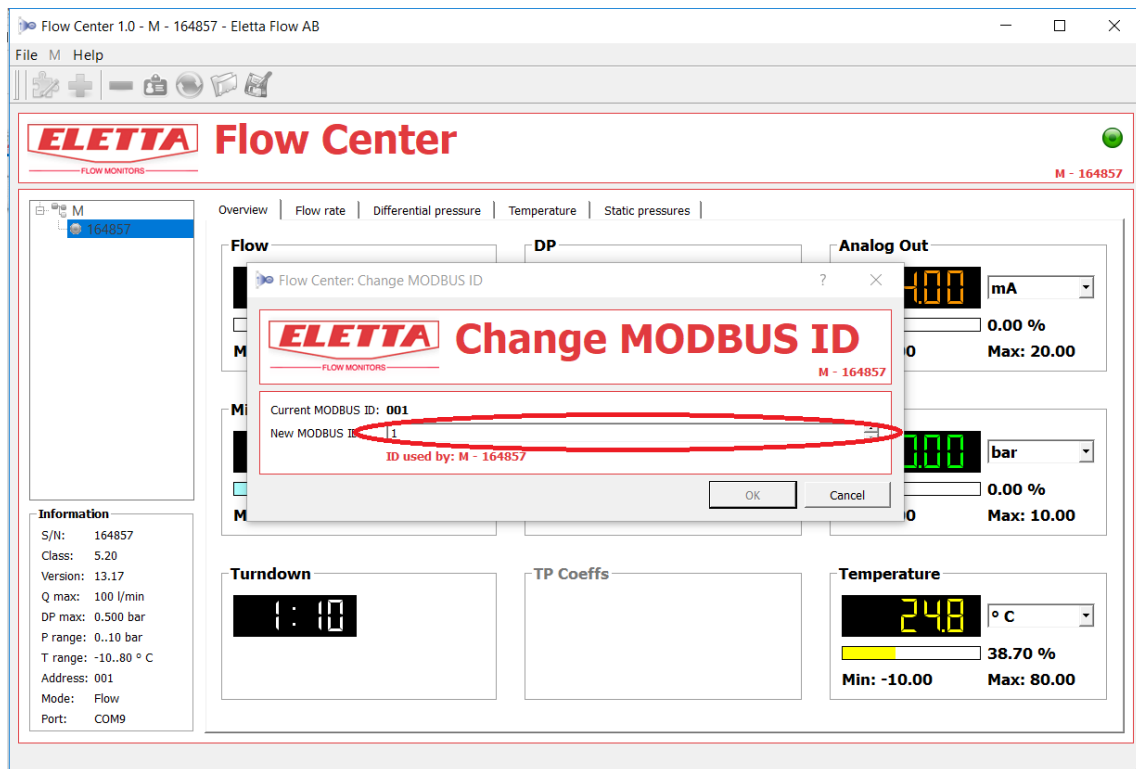 Flow Center 1.0 - M - 164857 - Eletta Flow AB
File M Help
ELETTA
FLOW MONITORS
Flow Center
M - 164857
M
164857
Overview Flow rate Differential pressure Temperature Static pressures
Flow
DP
Analog Out
mA
0.00 %
Max: 20.00
Flow Center: Change MODBUS ID
ELETTA
FLOW MONITORS
Change MODBUS ID
M - 164857
Current MODBUS ID: 001
New MODBUS
1
ID used by: M - 164857
OK Cancel
bar
0.00 %
Max: 10.00
Information
S/N: 164857
Class: 5.20
Version: 13.17
Q max: 100 l/min
DP max: 0.500 bar
P range: 0..10 bar
T range: -10..80 ° C
Address: 001
Mode: Flow
Port: COM9
Turndown
1:10
TP Coeffs
Temperature
24.8
° C
38.70 %
Min: -10.00 Max: 80.00